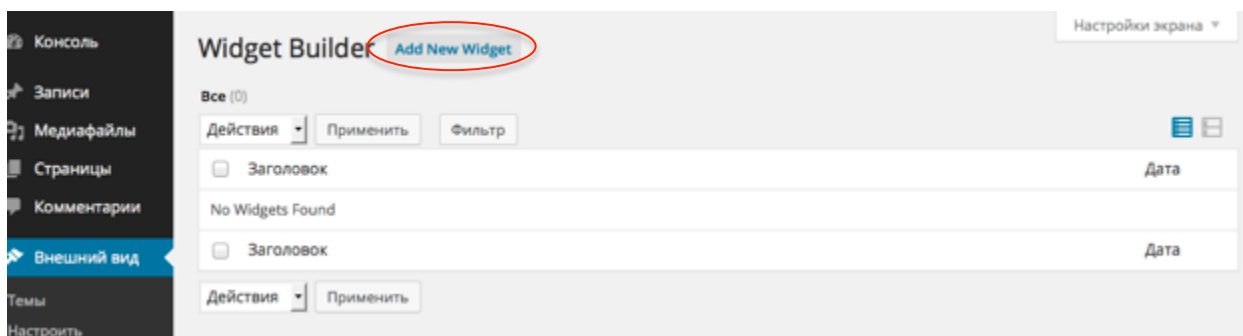 Настройки экрана
Консоль
Widget Builder Add New Widget
Записи
Все (0)
Медиафайлы
Действия Применить Фильтр
Страницы
Заголовок Дата
Комментарии
No Widgets Found
Внешний вид
Заголовок Дата
Темы
Действия Применить
Настроить